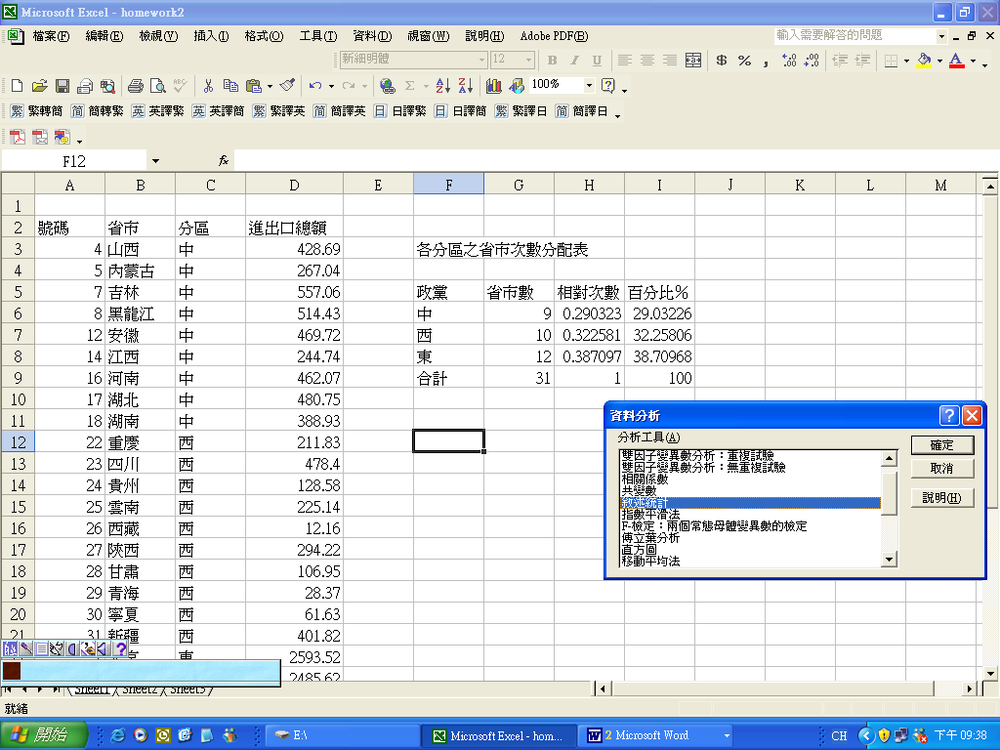 Microsoft Excel - homework2
檔案(F) 編輯(E) 檢視(V) 插入(I) 格式(O) 工具(T) 資料(D) 視窗(W) 說明(H) Adobe PDF(B) 輸入需要解答的問題
新細明體 12 B I U $ % ,
100%
繁轉簡 簡轉繁 英譯繁 英譯簡 繁譯英 簡譯英 日譯繁 日譯簡 繁譯日 簡譯日
F12 fx
A B C D E F G H I J K L M
1
2 號碼 省市 分區 進出口總額
3 4 山西 中 428.69 各分區之省市次數分配表
4 5 內蒙古 中 267.04
5 7 吉林 中 557.06 政黨 省市數 相對次數 百分比%
6 8 黑龍江 中 514.43 中 9 0.290323 29.03226
7 12 安徽 中 469.72 西 10 0.322581 32.25806
8 14 江西 中 244.74 東 12 0.387097 38.70968
9 16 河南 中 462.07 合計 31 1 100
10 17 湖北 中 480.75
11 18 湖南 中 388.93
12 22 重慶 西 211.83
13 23 四川 西 478.4
14 24 貴州 西 128.58
15 25 雲南 西 225.14
16 26 西藏 西 12.16
17 27 陝西 西 294.22
18 28 甘肅 西 106.95
19 29 青海 西 28.37
20 30 寧夏 西 61.63
21 31 新疆 西 401.82
東 2593.52
2485.62
資料分析
分析工具(A)
雙因子變異數分析：重複試驗
雙因子變異數分析：無重複試驗
相關係數
共變數
敘述統計
指數平滑法
F-檢定：兩個常態母體變異數的檢定
傅立葉分析
直方圖
移動平均法
確定
取消
說明(H)
Sheet1 Sheet2 Sheet3
就緒
開始 E:\ Microsoft Excel - hom... 2 Microsoft Word CH 下午 09:38